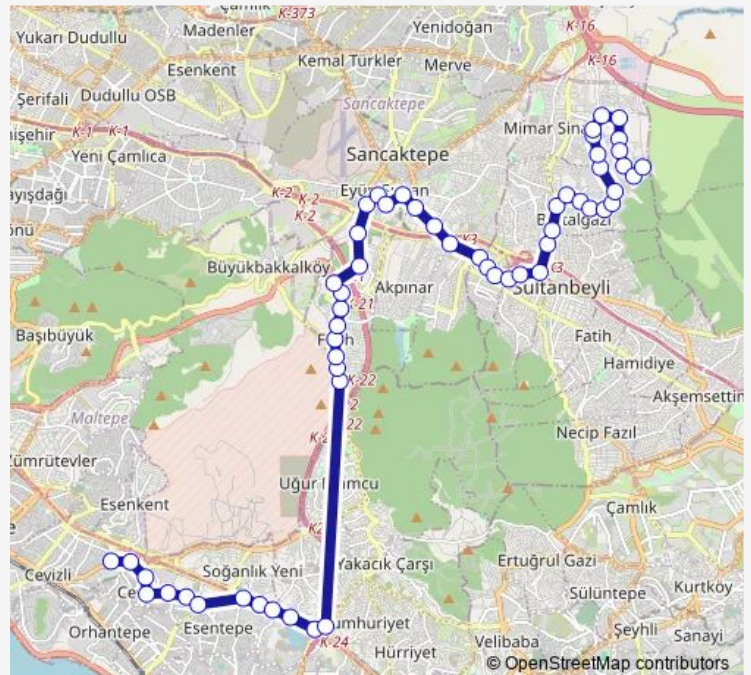 K-373
Yukarı Dudullu
Madenler
Yenidoğan
K-16
Esenkent
Kemal Türkler
Merve
K-16
Şerifali
Dudullu OSB
Sancaktepe
K-1
K-1
Mimar Sina
Yeni Çamlıca
Sancaktepe
K-2
K-2
K-2
Büyükbakkalköy
Akpınar
K-21
Sultanbeyli
Başıbüyük
Fatih
Hamidiye
K-22
Maltepe
Akşemsettin
22
Necip Fazıl
Zümrütevler
Esenkent
Çamlık
Yakacık Çarşı
Ertuğrul Gazi
Cevizli
Soğanlık Yeni
Sülüntepe
Kurtköy
Orhantepe
Esentepe
K-24
Hürriyet
Velibaba
Şeyhli
Sanayi
© OpenStreetMap contributors